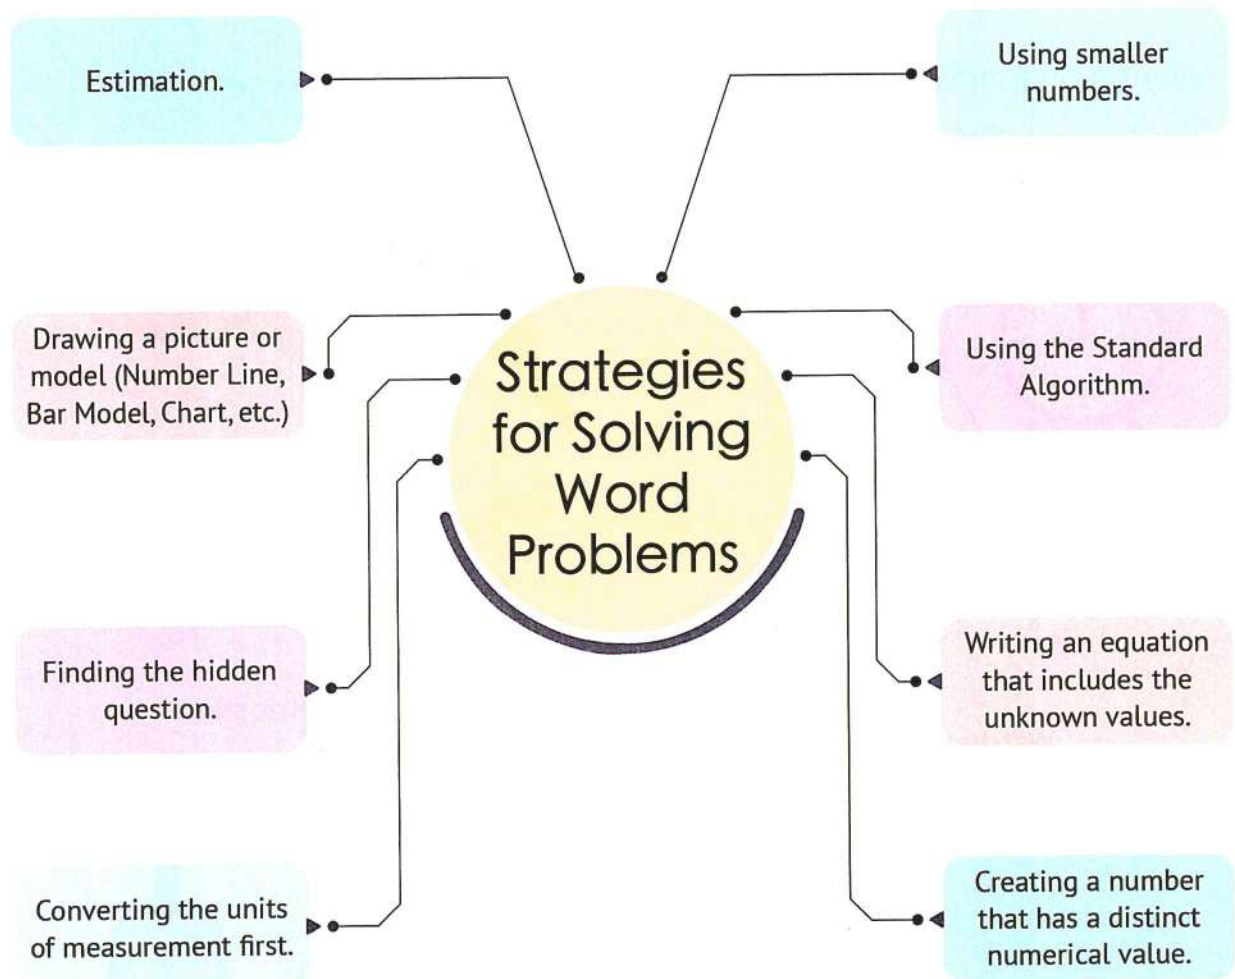 Estimation.
Using smaller
numbers.
Drawing a picture or
model (Number Line,
Bar Model, Chart, etc.)
Strategies
for Solving
Word
Problems
Using the Standard
Algorithm.
Finding the hidden
question.
Writing an equation
that includes the
unknown values.
Converting the units
of measurement first.
Creating a number
that has a distinct
numerical value.